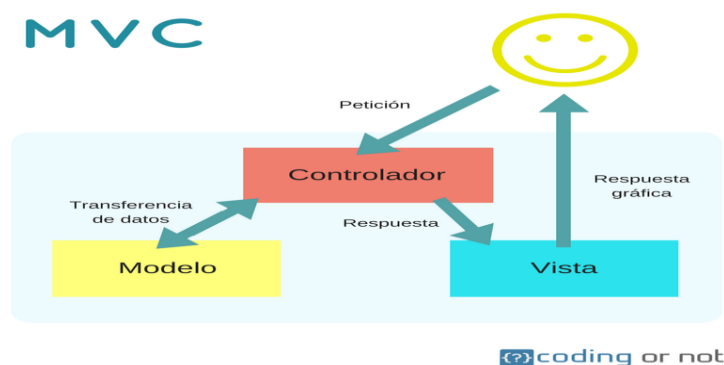 MVC
Petición
Controlador
Transferencia
de datos
Respuesta
Respuesta
gráfica
Modelo
Vista
{?} coding or not